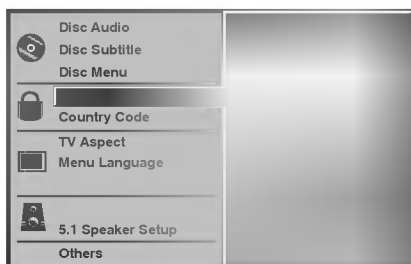 Disc Audio
Disc Subtitle
Disc Menu
Country Code
TV Aspect
Menu Language
5.1 Speaker Setup
Others